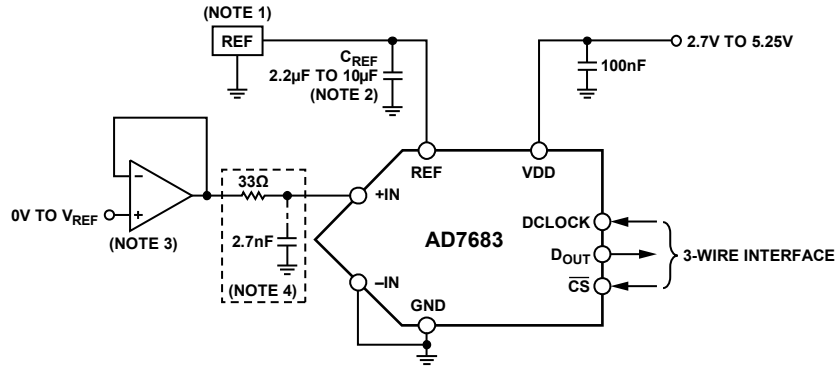 (NOTE 1)
REF
C_REF
2.2µF TO 10µF
(NOTE 2)
2.7V TO 5.25V
100nF
REF
VDD
33Ω
+IN
−
+
0V TO V_REF
(NOTE 3)
2.7nF
(NOTE 4)
AD7683
DCLOCK
D_OUT
C̅S̅
3-WIRE INTERFACE
–IN
GND